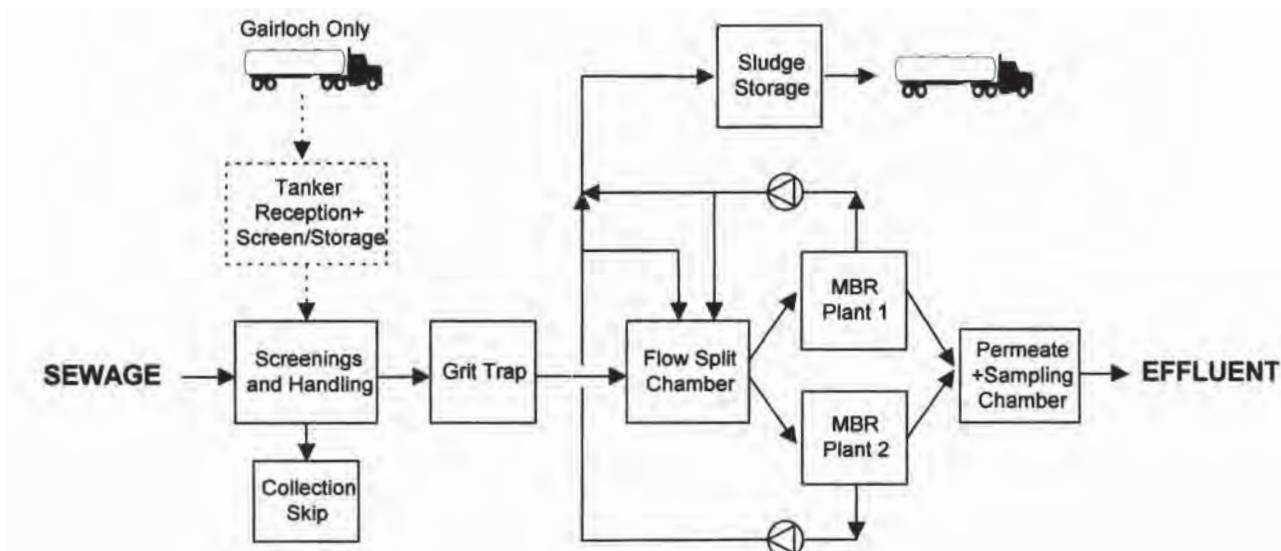 Gairloch Only
Sludge
Storage
Tanker
Reception+
Screen/Storage
MBR
Plant 1
SEWAGE
Screenings
and Handling
Grit Trap
Flow Split
Chamber
Permeate
+Sampling
Chamber
EFFLUENT
MBR
Plant 2
Collection
Skip